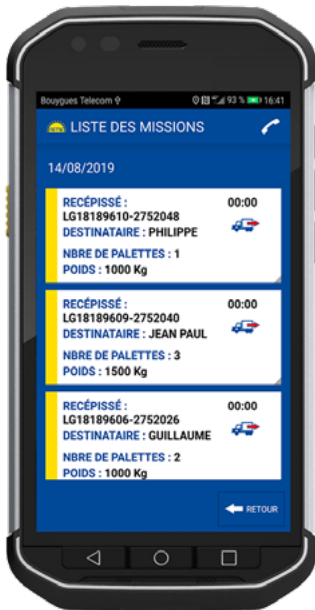 Bouygues Telecom 93 % 16:41
LISTE DES MISSIONS
14/08/2019
RECÉPISSÉ : 00:00
LG18189610-2752048
DESTINATAIRE : PHILIPPE
NBRE DE PALETTES : 1
POIDS : 1000 Kg
RECÉPISSÉ : 00:00
LG18189609-2752040
DESTINATAIRE : JEAN PAUL
NBRE DE PALETTES : 3
POIDS : 1500 Kg
RECÉPISSÉ : 00:00
LG18189606-2752026
DESTINATAIRE : GUILLAUME
NBRE DE PALETTES : 2
POIDS : 1000 Kg
RETOUR